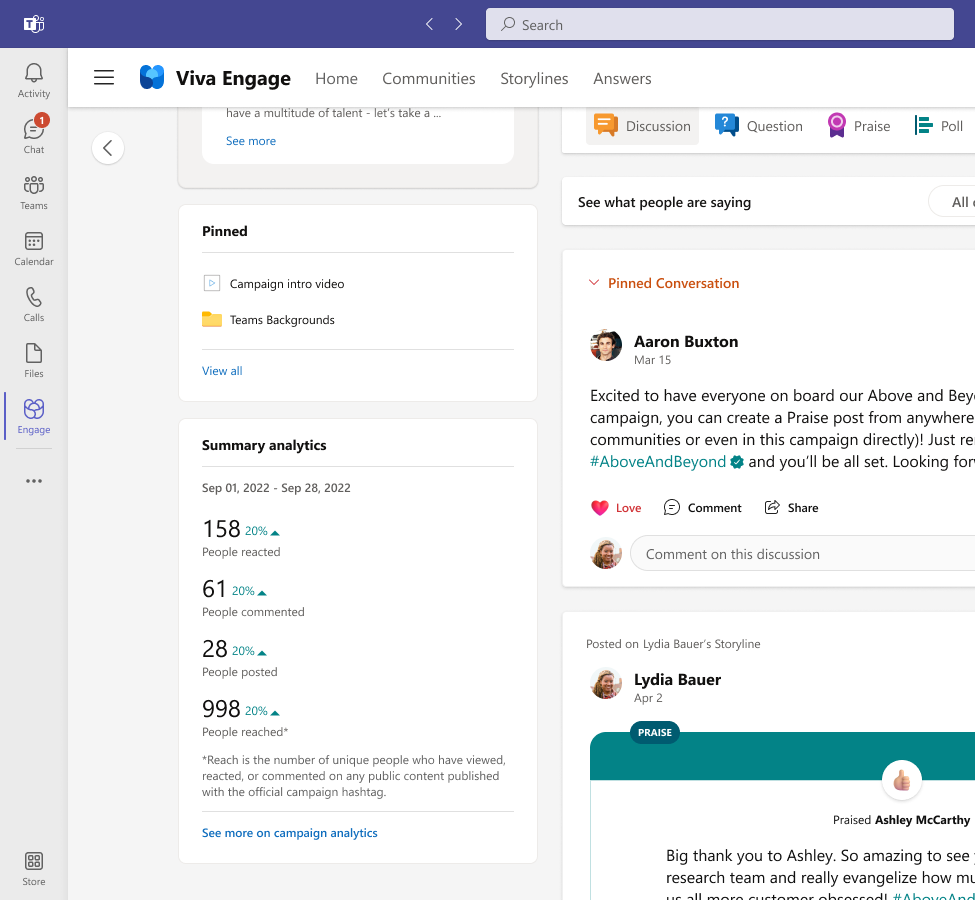 Search
Activity
1
Chat
Teams
Calendar
Calls
Files
Engage
Store
Viva Engage
Home
Communities
Storylines
Answers
have a multitude of talent - let's take a ...
See more
Pinned
Campaign intro video
Teams Backgrounds
View all
Summary analytics
Sep 01, 2022 - Sep 28, 2022
158 20%
People reacted
61 20%
People commented
28 20%
People posted
998 20%
People reached*
*Reach is the number of unique people who have viewed,
reacted, or commented on any public content published
with the official campaign hashtag.
See more on campaign analytics
Discussion
Question
Praise
Poll
See what people are saying
All
Pinned Conversation
Aaron Buxton
Mar 15
Excited to have everyone on board our Above and Bey
campaign, you can create a Praise post from anywhere
communities or even in this campaign directly)! Just re
#AboveAndBeyond and you'll be all set. Looking for
Love
Comment
Share
Comment on this discussion
Posted on Lydia Bauer's Storyline
Lydia Bauer
Apr 2
PRAISE
Praised Ashley McCarthy
Big thank you to Ashley. So amazing to see
research team and really evangelize how mu
us all more customer obsessed! #AboveAnd